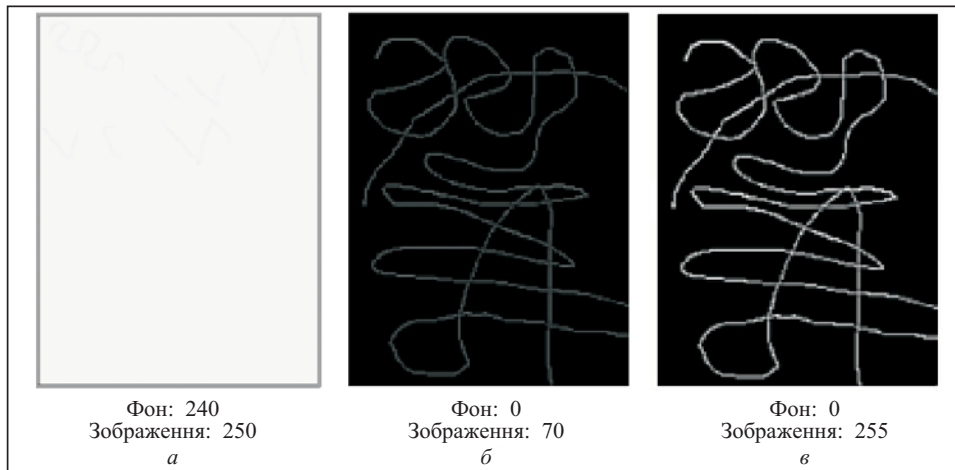 Фон: 240
Зображення: 250
а
Фон: 0
Зображення: 70
б
Фон: 0
Зображення: 255
в